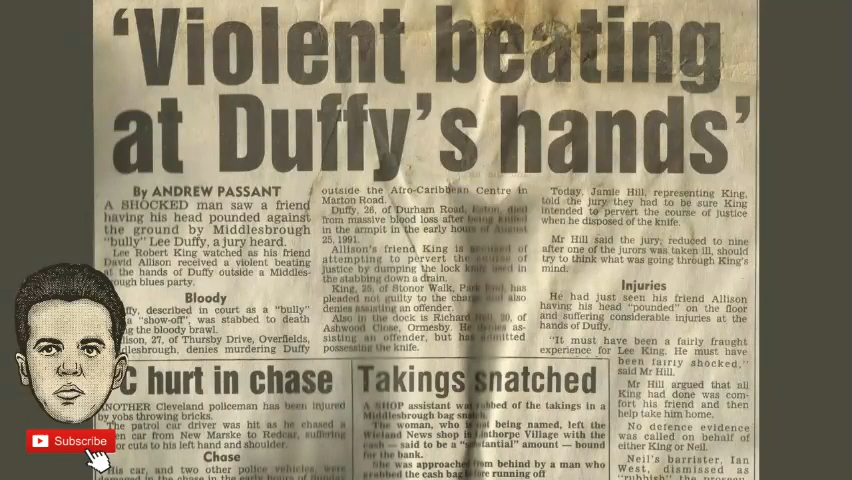 'Violent beating
at Duffy's hands'
By ANDREW PASSANT
A SHOCKED man saw a friend
having his head pounded against
the ground by Middlesbrough
"bully" Lee Duffy, a jury heard.
Lee Robert King watched as his friend
David Allison received a violent beating
at the hands of Duffy outside a Middles-
rough blues party.
Bloody
ffy, described in court as a "bully"
a "show-off", was stabbed to death
ng the bloody brawl.
lison, 27, of Thursby Drive, Overfields,
dlesbrough, denies murdering Duffy
outside the Afro-Caribbean Centre in
Marton Road.
Duffy, 26, of Durham Road, Eston, died
from massive blood loss after being knifed
in the armpit in the early hours of August
25, 1991.
Allison's friend King is accused of
attempting to pervert the course of
justice by dumping the lock knife used in
the stabbing down a drain.
King, 25, of Stonor Walk, Park End, has
pleaded not guilty to the charge and also
denies assisting an offender.
Also in the dock is Richard 30, of
Ashwood Close, Ormesby. He denies as-
sisting an offender, but has admitted
possessing the knife.
Today, Jamie Hill, representing King,
told the jury they had to be sure King
intended to pervert the course of justice
when he disposed of the knife.
Mr Hill said the jury, reduced to nine
after one of the jurors was taken ill, should
try to think what was going through King's
mind.
Injuries
He had just seen his friend Allison
having his head "pounded" on the floor
and suffering considerable injuries at the
hands of Duffy.
"It must have been a fairly fraught
experience for Lee King. He must have
been fairly shocked,"
said Mr Hill.
Mr Hill argued that all
King had done was com-
fort his friend and then
help take him home.
No defence evidence
was called on behalf of
either King or Neil.
Neil's barrister, Ian
West, dismissed as
"rubbish" the
C hurt in chase
NOTHER Cleveland policeman has been injured
by yobs throwing bricks.
The patrol car driver was hit as he chased a
en car from New Marske to Redcar, suffering
or cuts to his left hand and shoulder.
Chase
His car, and two other police vehicles, were
damaged in the chase in the early hours of
Takings snatched
A SHOP assistant was robbed of the takings in a
Middlesbrough bag snatch.
The woman, who is not being named, left the
Wieland News shop in Linthorpe Village with the
cash — said to be a "substantial" amount — bound
for the bank.
She was approached from behind by a man who
grabbed the cash bag before running off
Subscribe